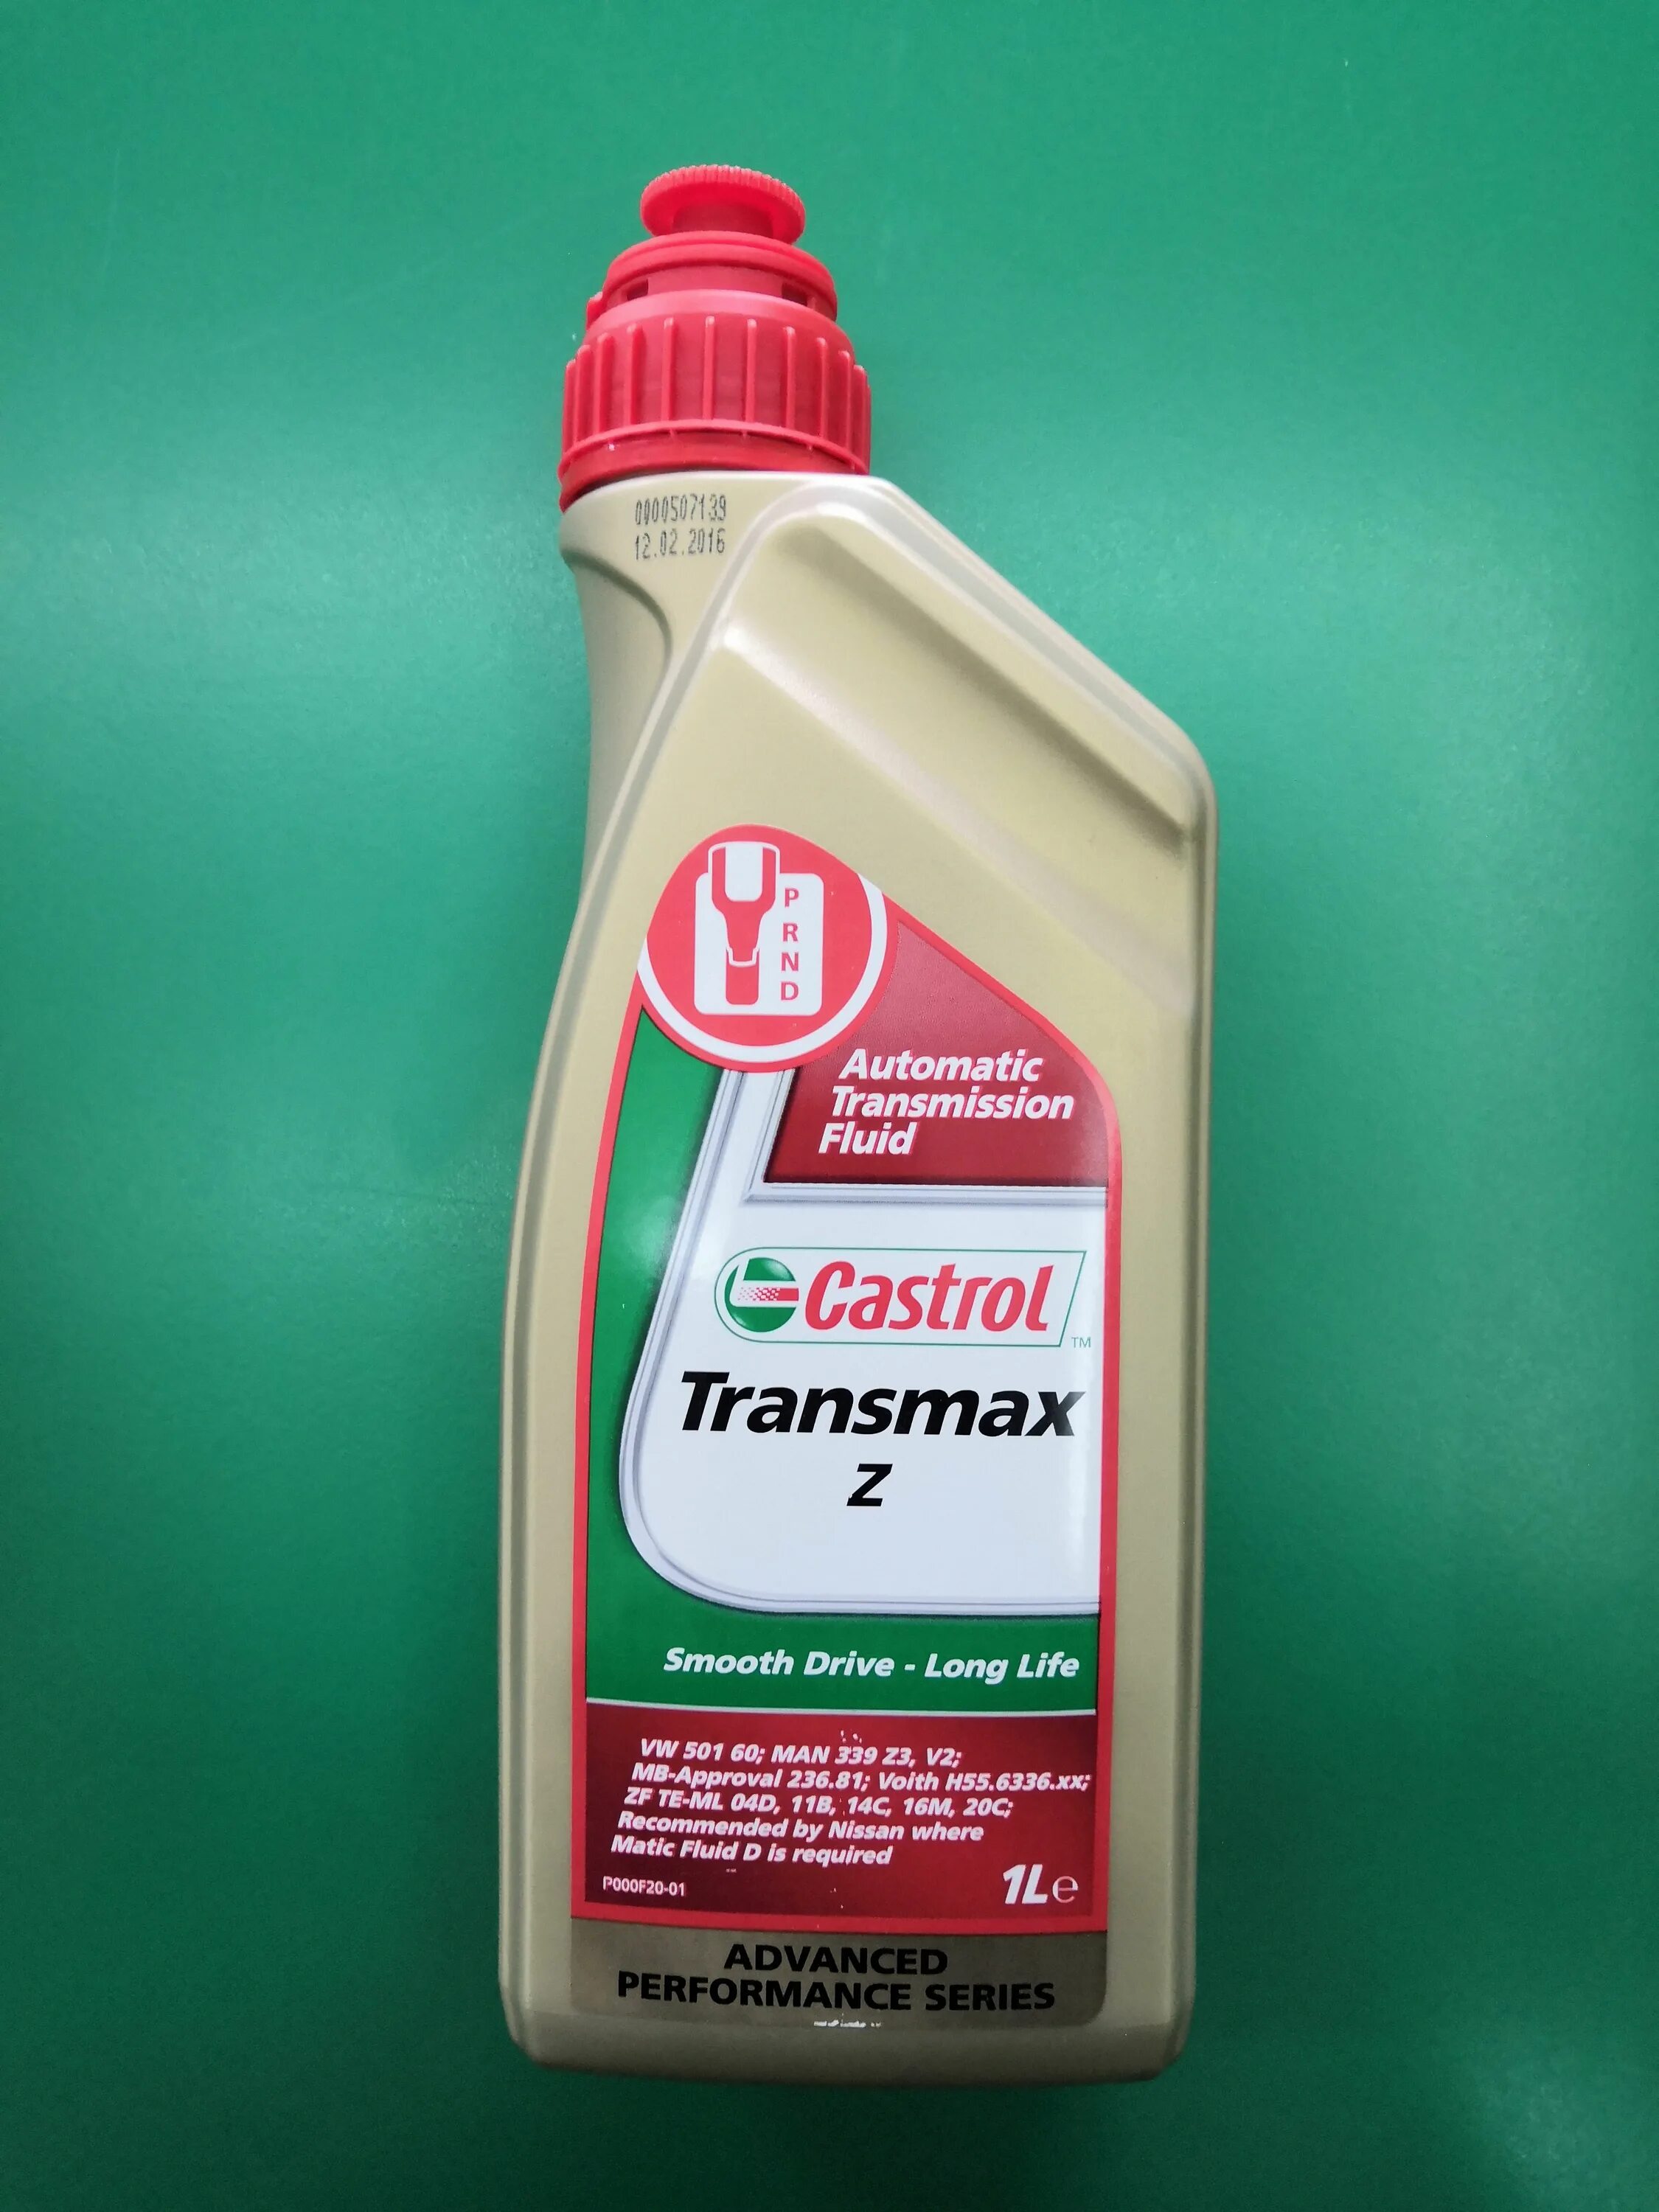 0000507139
12.02.2016
P
R
N
D
Automatic
Transmission
Fluid
Castrol
TM
Transmax
Z
Smooth Drive - Long Life
VW 501 60; MAN 339 Z3, V2;
MB-Approval 236.81; Voith H55.6336.xx;
ZF TE-ML 04D, 11B, 14C, 16M, 20C;
Recommended by Nissan where
Matic Fluid D is required
P000F20-01
1L℮
ADVANCED
PERFORMANCE SERIES